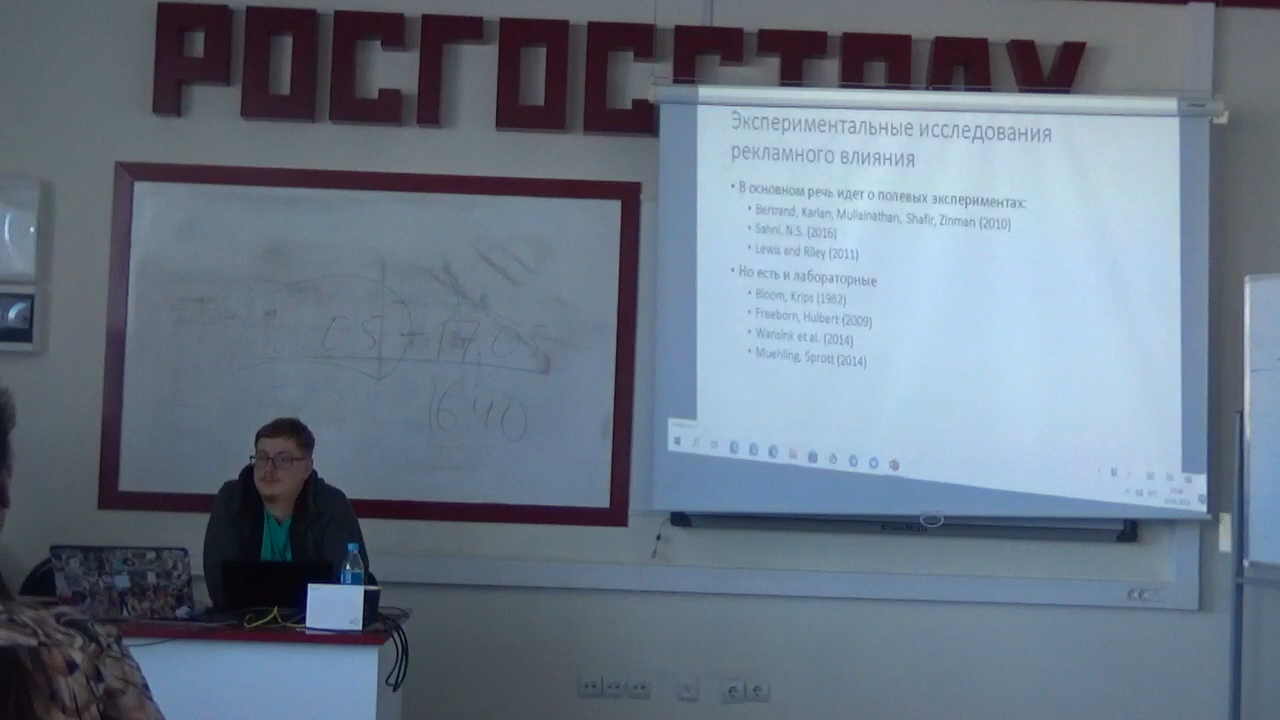 РОСГОССТРАХ
Экспериментальные исследования
рекламного влияния
• В основном речь идет о полевых экспериментах:
• Bertrand, Karlan, Mullainathan, Shafir, Zinman (2010)
• Sahni, N.S. (2016)
• Lewis and Riley (2011)
• Но есть и лабораторные
• Bloom, Krips (1982)
• Freeborn, Hulbert (2009)
• Wansink et al. (2014)
• Muehling, Sprott (2014)
05) - 17.05
16.40